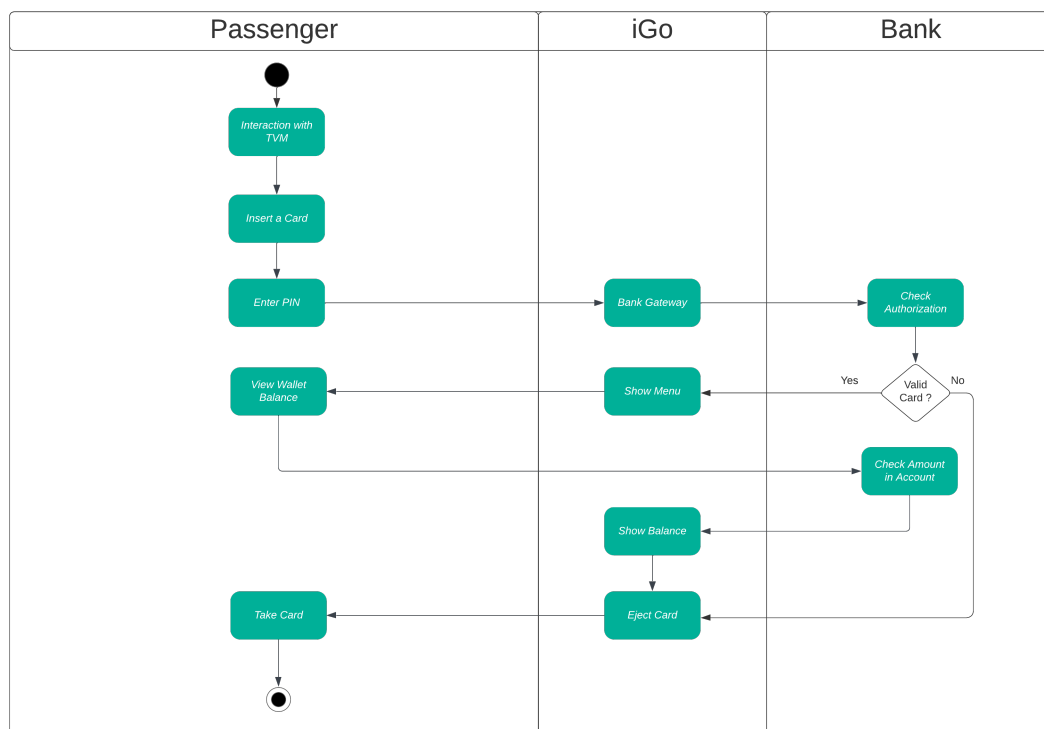 Passenger
iGo
Bank
Interaction with
TVM
Insert a Card
Enter PIN
Bank Gateway
Check
Authorization
View Wallet
Balance
Show Menu
Yes
Valid
Card ?
No
Check Amount
in Account
Show Balance
Take Card
Eject Card